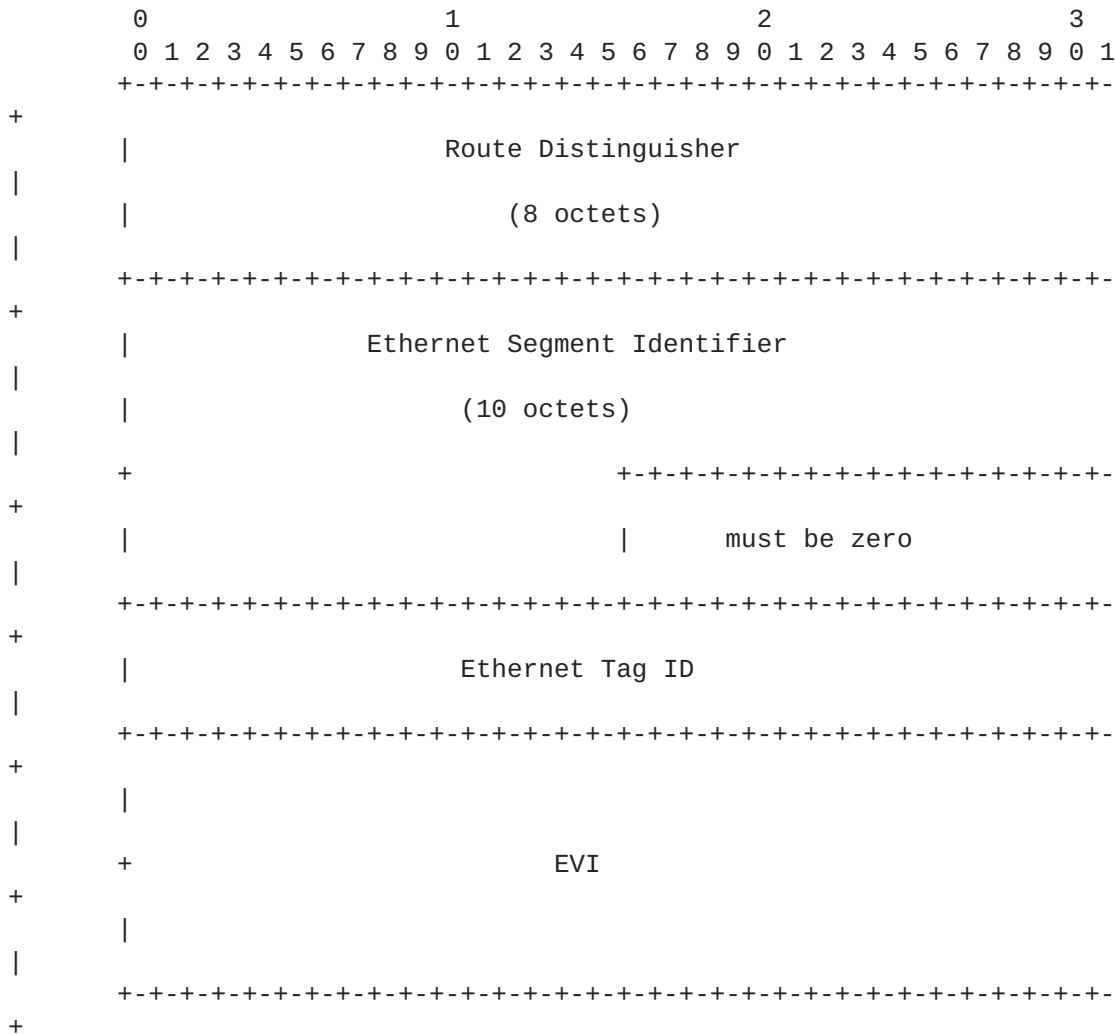 0                   1                   2                   3
 0 1 2 3 4 5 6 7 8 9 0 1 2 3 4 5 6 7 8 9 0 1 2 3 4 5 6 7 8 9 0 1
+-+-+-+-+-+-+-+-+-+-+-+-+-+-+-+-+-+-+-+-+-+-+-+-+-+-+-+-+-+-+-+-
+
|                    Route Distinguisher
|
|                        (8 octets)
|
+-+-+-+-+-+-+-+-+-+-+-+-+-+-+-+-+-+-+-+-+-+-+-+-+-+-+-+-+-+-+-+-
+
|               Ethernet Segment Identifier
|
|                     (10 octets)
|
+                               +-+-+-+-+-+-+-+-+-+-+-+-+-+-+-+-
+
|                               |      must be zero
|
+-+-+-+-+-+-+-+-+-+-+-+-+-+-+-+-+-+-+-+-+-+-+-+-+-+-+-+-+-+-+-+-
+
|                     Ethernet Tag ID
|
+-+-+-+-+-+-+-+-+-+-+-+-+-+-+-+-+-+-+-+-+-+-+-+-+-+-+-+-+-+-+-+-
+
|
|
+                           EVI
+
|
|
+-+-+-+-+-+-+-+-+-+-+-+-+-+-+-+-+-+-+-+-+-+-+-+-+-+-+-+-+-+-+-+-
+